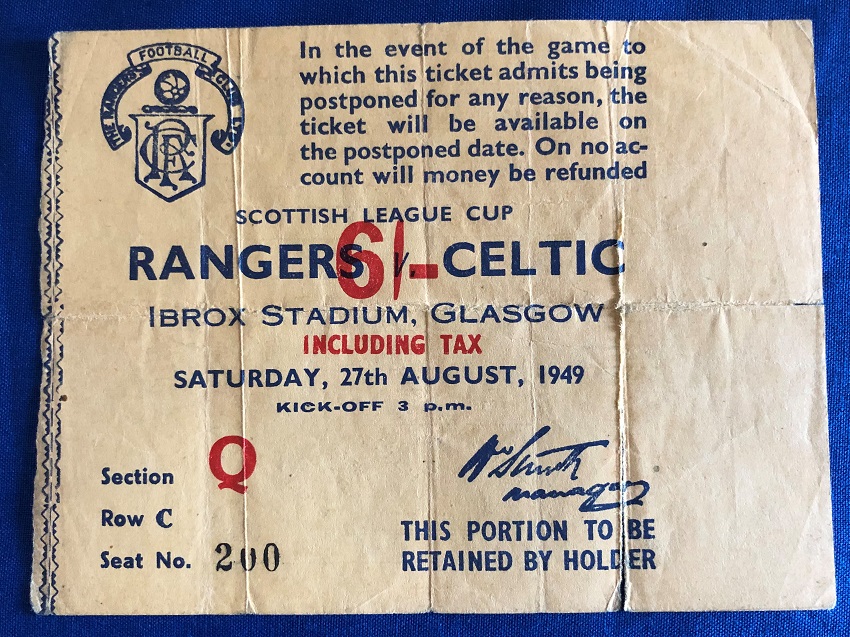 THE RANGERS FOOTBALL CLUB LTD.
RFC
In the event of the game to
which this ticket admits being
postponed for any reason, the
ticket will be available on
the postponed date. On no ac-
count will money be refunded
SCOTTISH LEAGUE CUP
RANGERS v. CELTIC
6/-
IBROX STADIUM, GLASGOW
INCLUDING TAX
SATURDAY, 27th AUGUST, 1949
KICK-OFF 3 p.m.
Section Q
Row C
Seat No. 200
Wm Struth
manager
THIS PORTION TO BE
RETAINED BY HOLDER